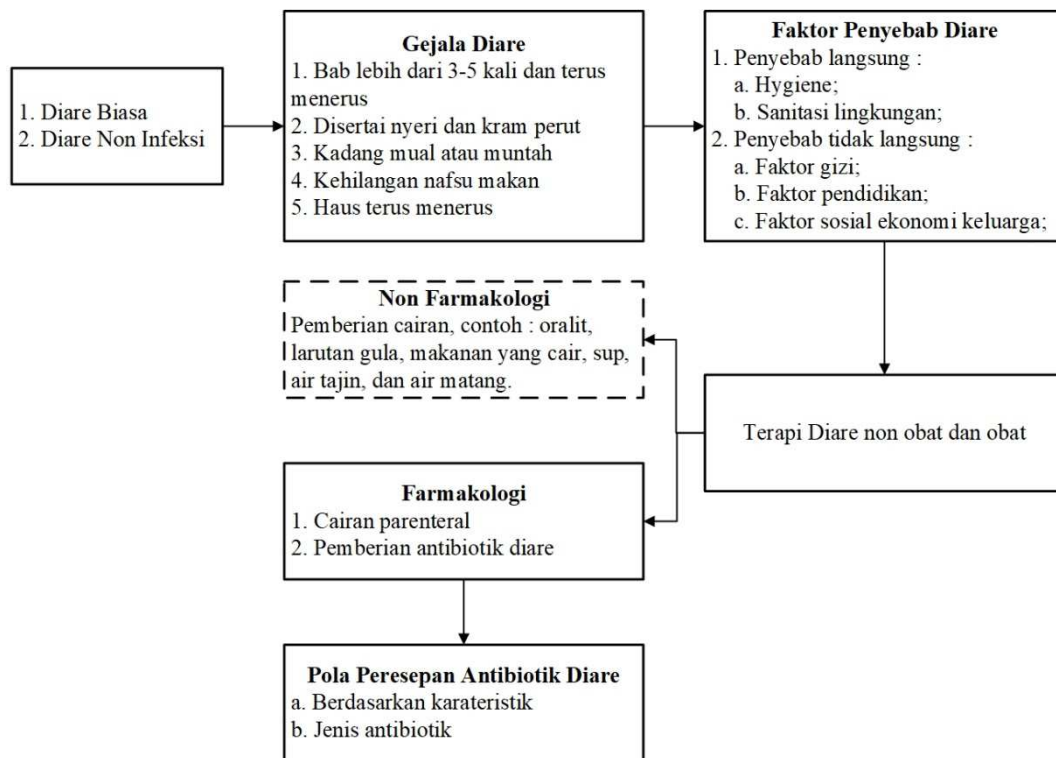 1. Diare Biasa
2. Diare Non Infeksi
Gejala Diare
1. Bab lebih dari 3-5 kali dan terus
menerus
2. Disertai nyeri dan kram perut
3. Kadang mual atau muntah
4. Kehilangan nafsu makan
5. Haus terus menerus
Faktor Penyebab Diare
1. Penyebab langsung :
a. Hygiene;
b. Sanitasi lingkungan;
2. Penyebab tidak langsung :
a. Faktor gizi;
b. Faktor pendidikan;
c. Faktor sosial ekonomi keluarga;
Non Farmakologi
Pemberian cairan, contoh : oralit,
larutan gula, makanan yang cair, sup,
air tajin, dan air matang.
Terapi Diare non obat dan obat
Farmakologi
1. Cairan parenteral
2. Pemberian antibiotik diare
Pola Peresepan Antibiotik Diare
a. Berdasarkan karateristik
b. Jenis antibiotik